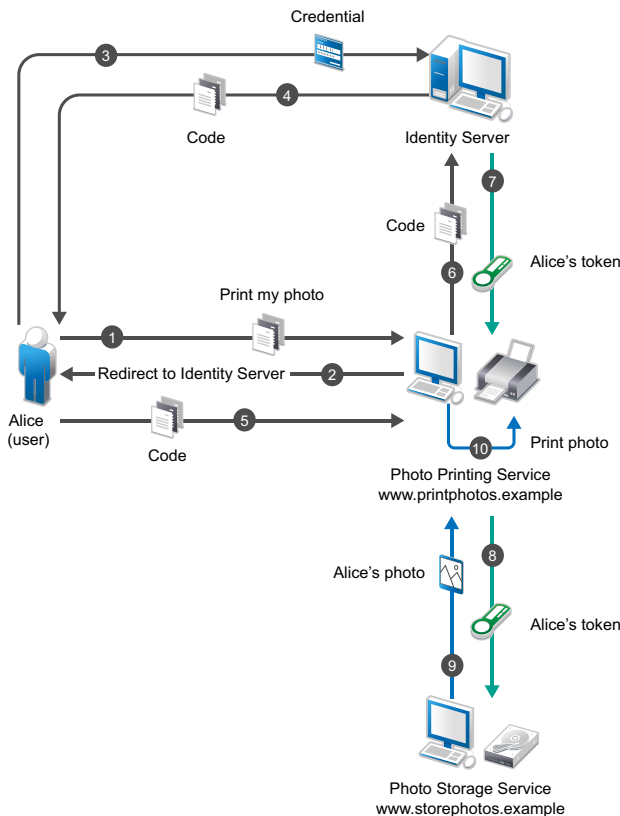 Credential
3
4
Code
Identity Server
7
Code
Alice's token
6
Print my photo
1
Redirect to Identity Server
2
Alice
(user)
5
Code
10
Print photo
Photo Printing Service
www.printphotos.example
8
Alice's photo
Alice's token
9
Photo Storage Service
www.storephotos.example